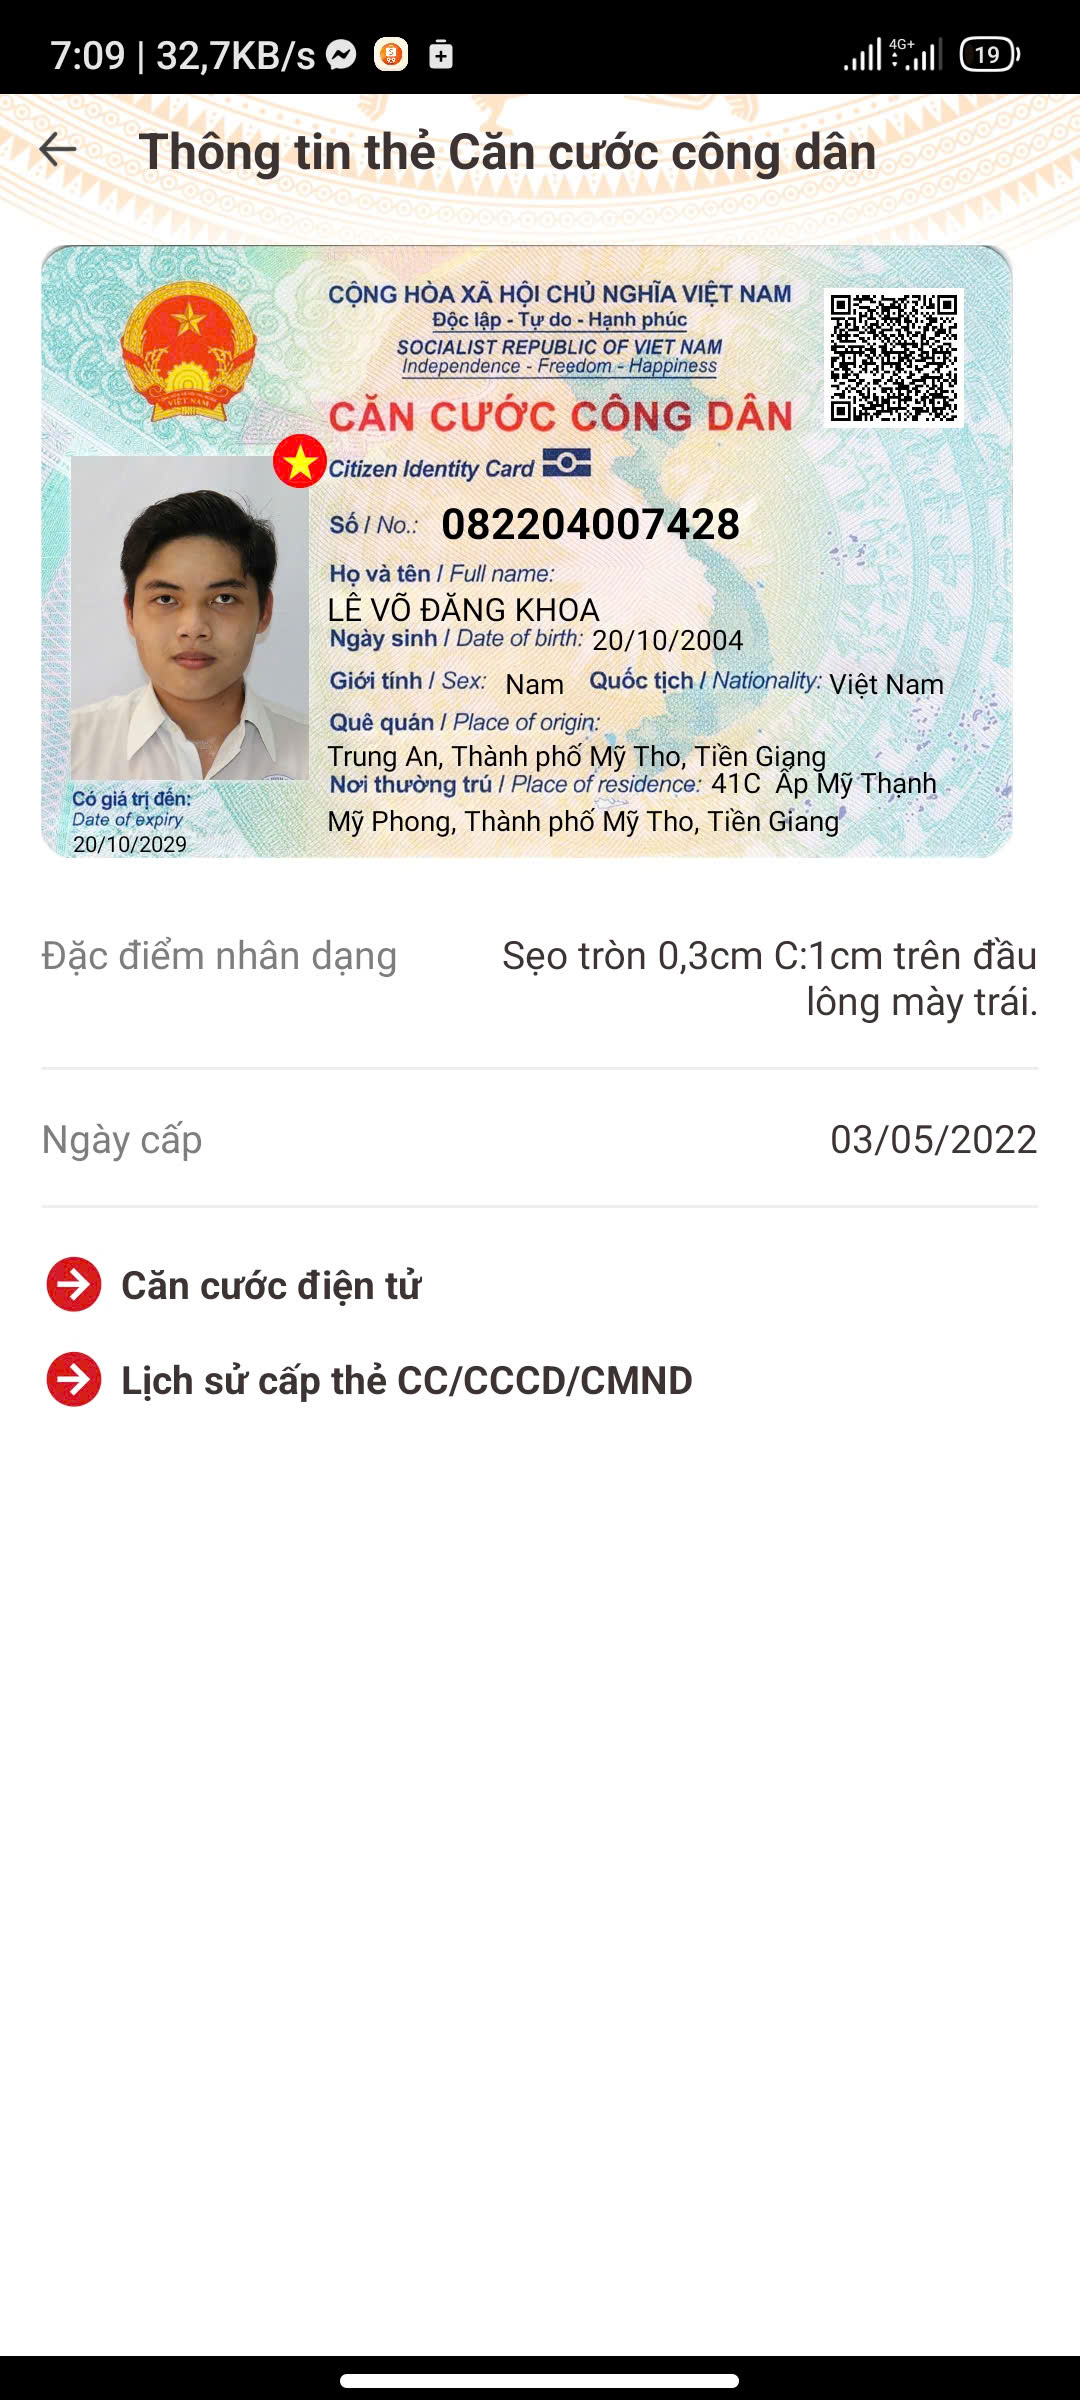 7:09 | 32,7KB/s
4G+
19
Thông tin thẻ Căn cước công dân
CỘNG HÒA XÃ HỘI CHỦ NGHĨA VIỆT NAM
Độc lập - Tự do - Hạnh phúc
SOCIALIST REPUBLIC OF VIET NAM
Independence - Freedom - Happiness
CĂN CƯỚC CÔNG DÂN
Citizen Identity Card
Số / No.: 082204007428
Họ và tên / Full name:
LÊ VÕ ĐĂNG KHOA
Ngày sinh / Date of birth: 20/10/2004
Giới tính / Sex: Nam Quốc tịch / Nationality: Việt Nam
Quê quán / Place of origin:
Trung An, Thành phố Mỹ Tho, Tiền Giang
Nơi thường trú / Place of residence: 41C Ấp Mỹ Thạnh
Mỹ Phong, Thành phố Mỹ Tho, Tiền Giang
Có giá trị đến:
Date of expiry
20/10/2029
Đặc điểm nhân dạng
Sẹo tròn 0,3cm C:1cm trên đầu
lông mày trái.
Ngày cấp
03/05/2022
Căn cước điện tử
Lịch sử cấp thẻ CC/CCCD/CMND